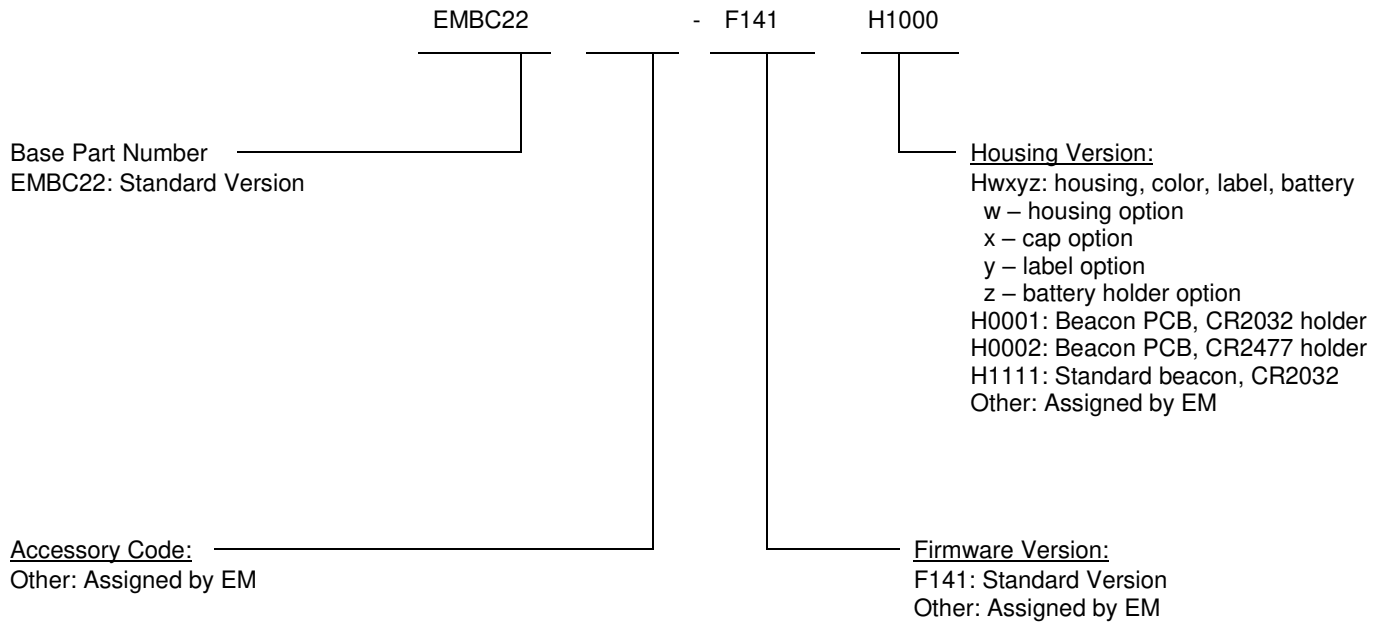 EMBC22 - F141 H1000
Base Part Number
EMBC22: Standard Version
Housing Version:
Hwxyz: housing, color, label, battery
w – housing option
x – cap option
y – label option
z – battery holder option
H0001: Beacon PCB, CR2032 holder
H0002: Beacon PCB, CR2477 holder
H1111: Standard beacon, CR2032
Other: Assigned by EM
Accessory Code:
Other: Assigned by EM
Firmware Version:
F141: Standard Version
Other: Assigned by EM